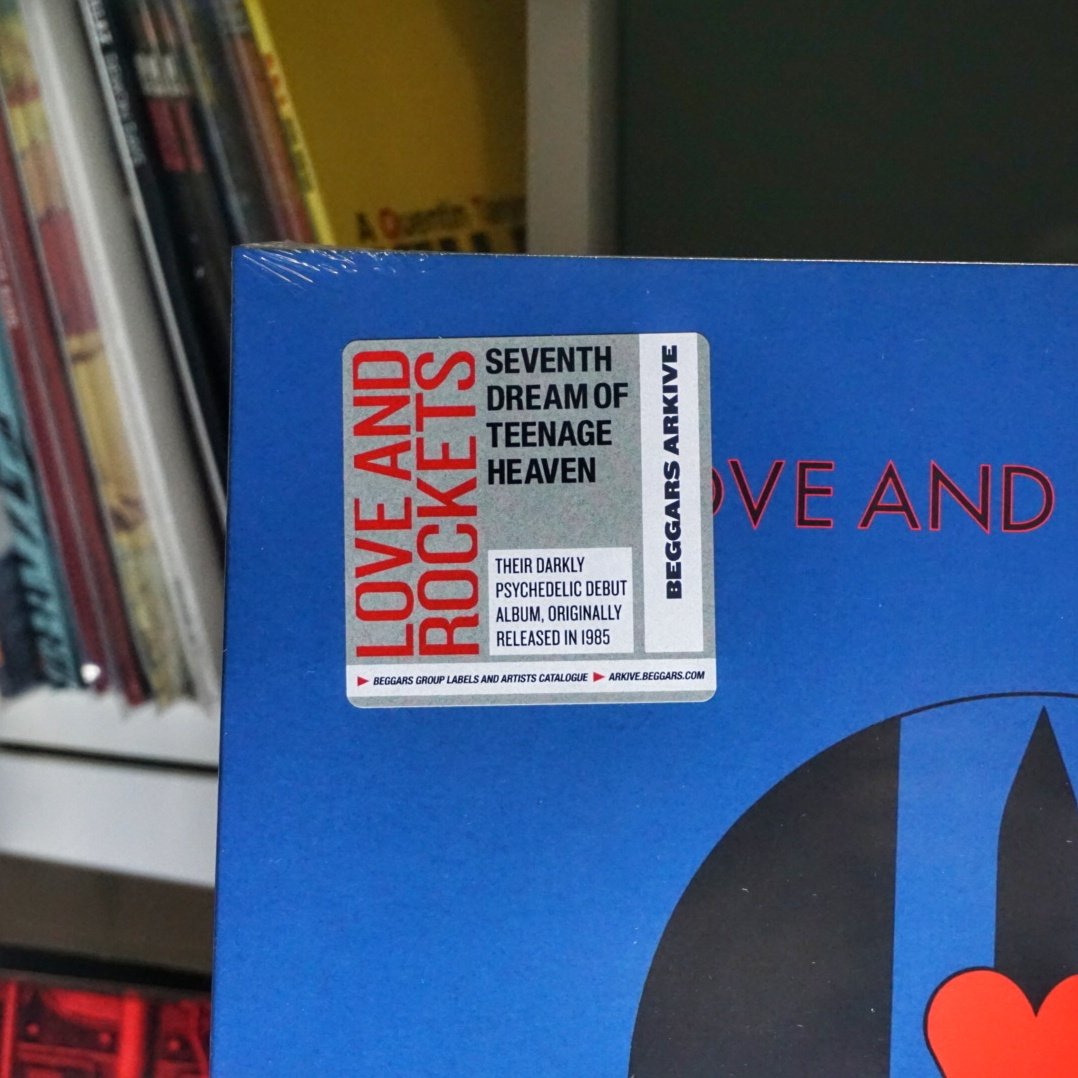 A Quentin
LOVE AND
ROCKETS
SEVENTH
DREAM OF
TEENAGE
HEAVEN
THEIR DARKLY
PSYCHEDELIC DEBUT
ALBUM, ORIGINALLY
RELEASED IN 1985
BEGGARS ARKIVE
BEGGARS GROUP LABELS AND ARTISTS CATALOGUE ARKIVE.BEGGARS.COM
OVE AND